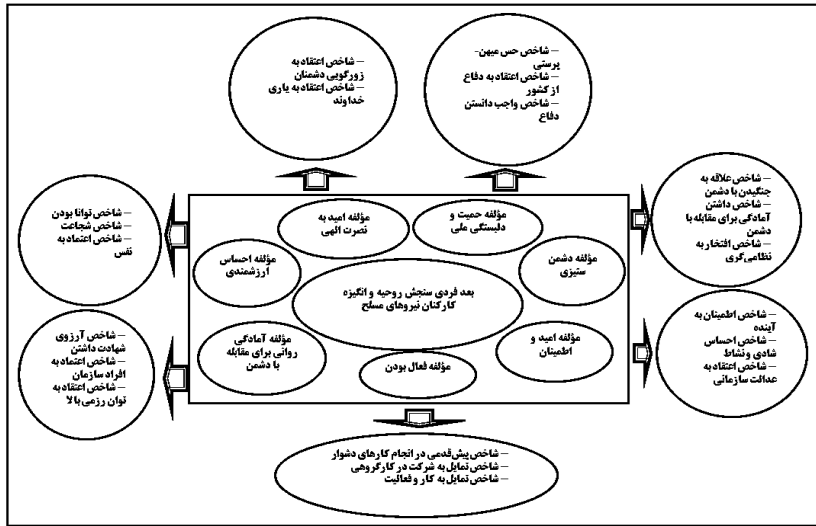 – شاخص حس میهن-
پرستی
– شاخص اعتقاد به دفاع
از کشور
– شاخص واجب دانستن
دفاع
– شاخص اعتقاد به
زورگویی دشمنان
– شاخص اعتقاد به یاری
خداوند
– شاخص علاقه به
جنگیدن با دشمن
– شاخص داشتن
آمادگی برای مقابله با
دشمن
– شاخص افتخار به
نظامی‌گری
– شاخص توانا بودن
– شاخص شجاعت
– شاخص اعتماد به
نفس
مؤلفه حمیت و
دلبستگی ملی
مؤلفه امید به
نصرت الهی
مؤلفه دشمن
ستیزی
مؤلفه احساس
ارزشمندی
بعد فردی سنجش روحیه و انگیزه
کارکنان نیروهای مسلح
مؤلفه امید و
اطمینان
مؤلفه فعال بودن
مؤلفه آمادگی
روانی برای مقابله
با دشمن
– شاخص اطمینان به
آینده
– شاخص احساس
شادی و نشاط
– شاخص اعتقاد به
عدالت سازمانی
– شاخص آرزوی
شهادت داشتن
– شاخص اعتماد به
افراد سازمان
– شاخص اعتقاد به
توان رزمی بالا
– شاخص پیش‌قدمی در انجام کارهای دشوار
– شاخص تمایل به شرکت در کارگروهی
– شاخص تمایل به کار و فعالیت